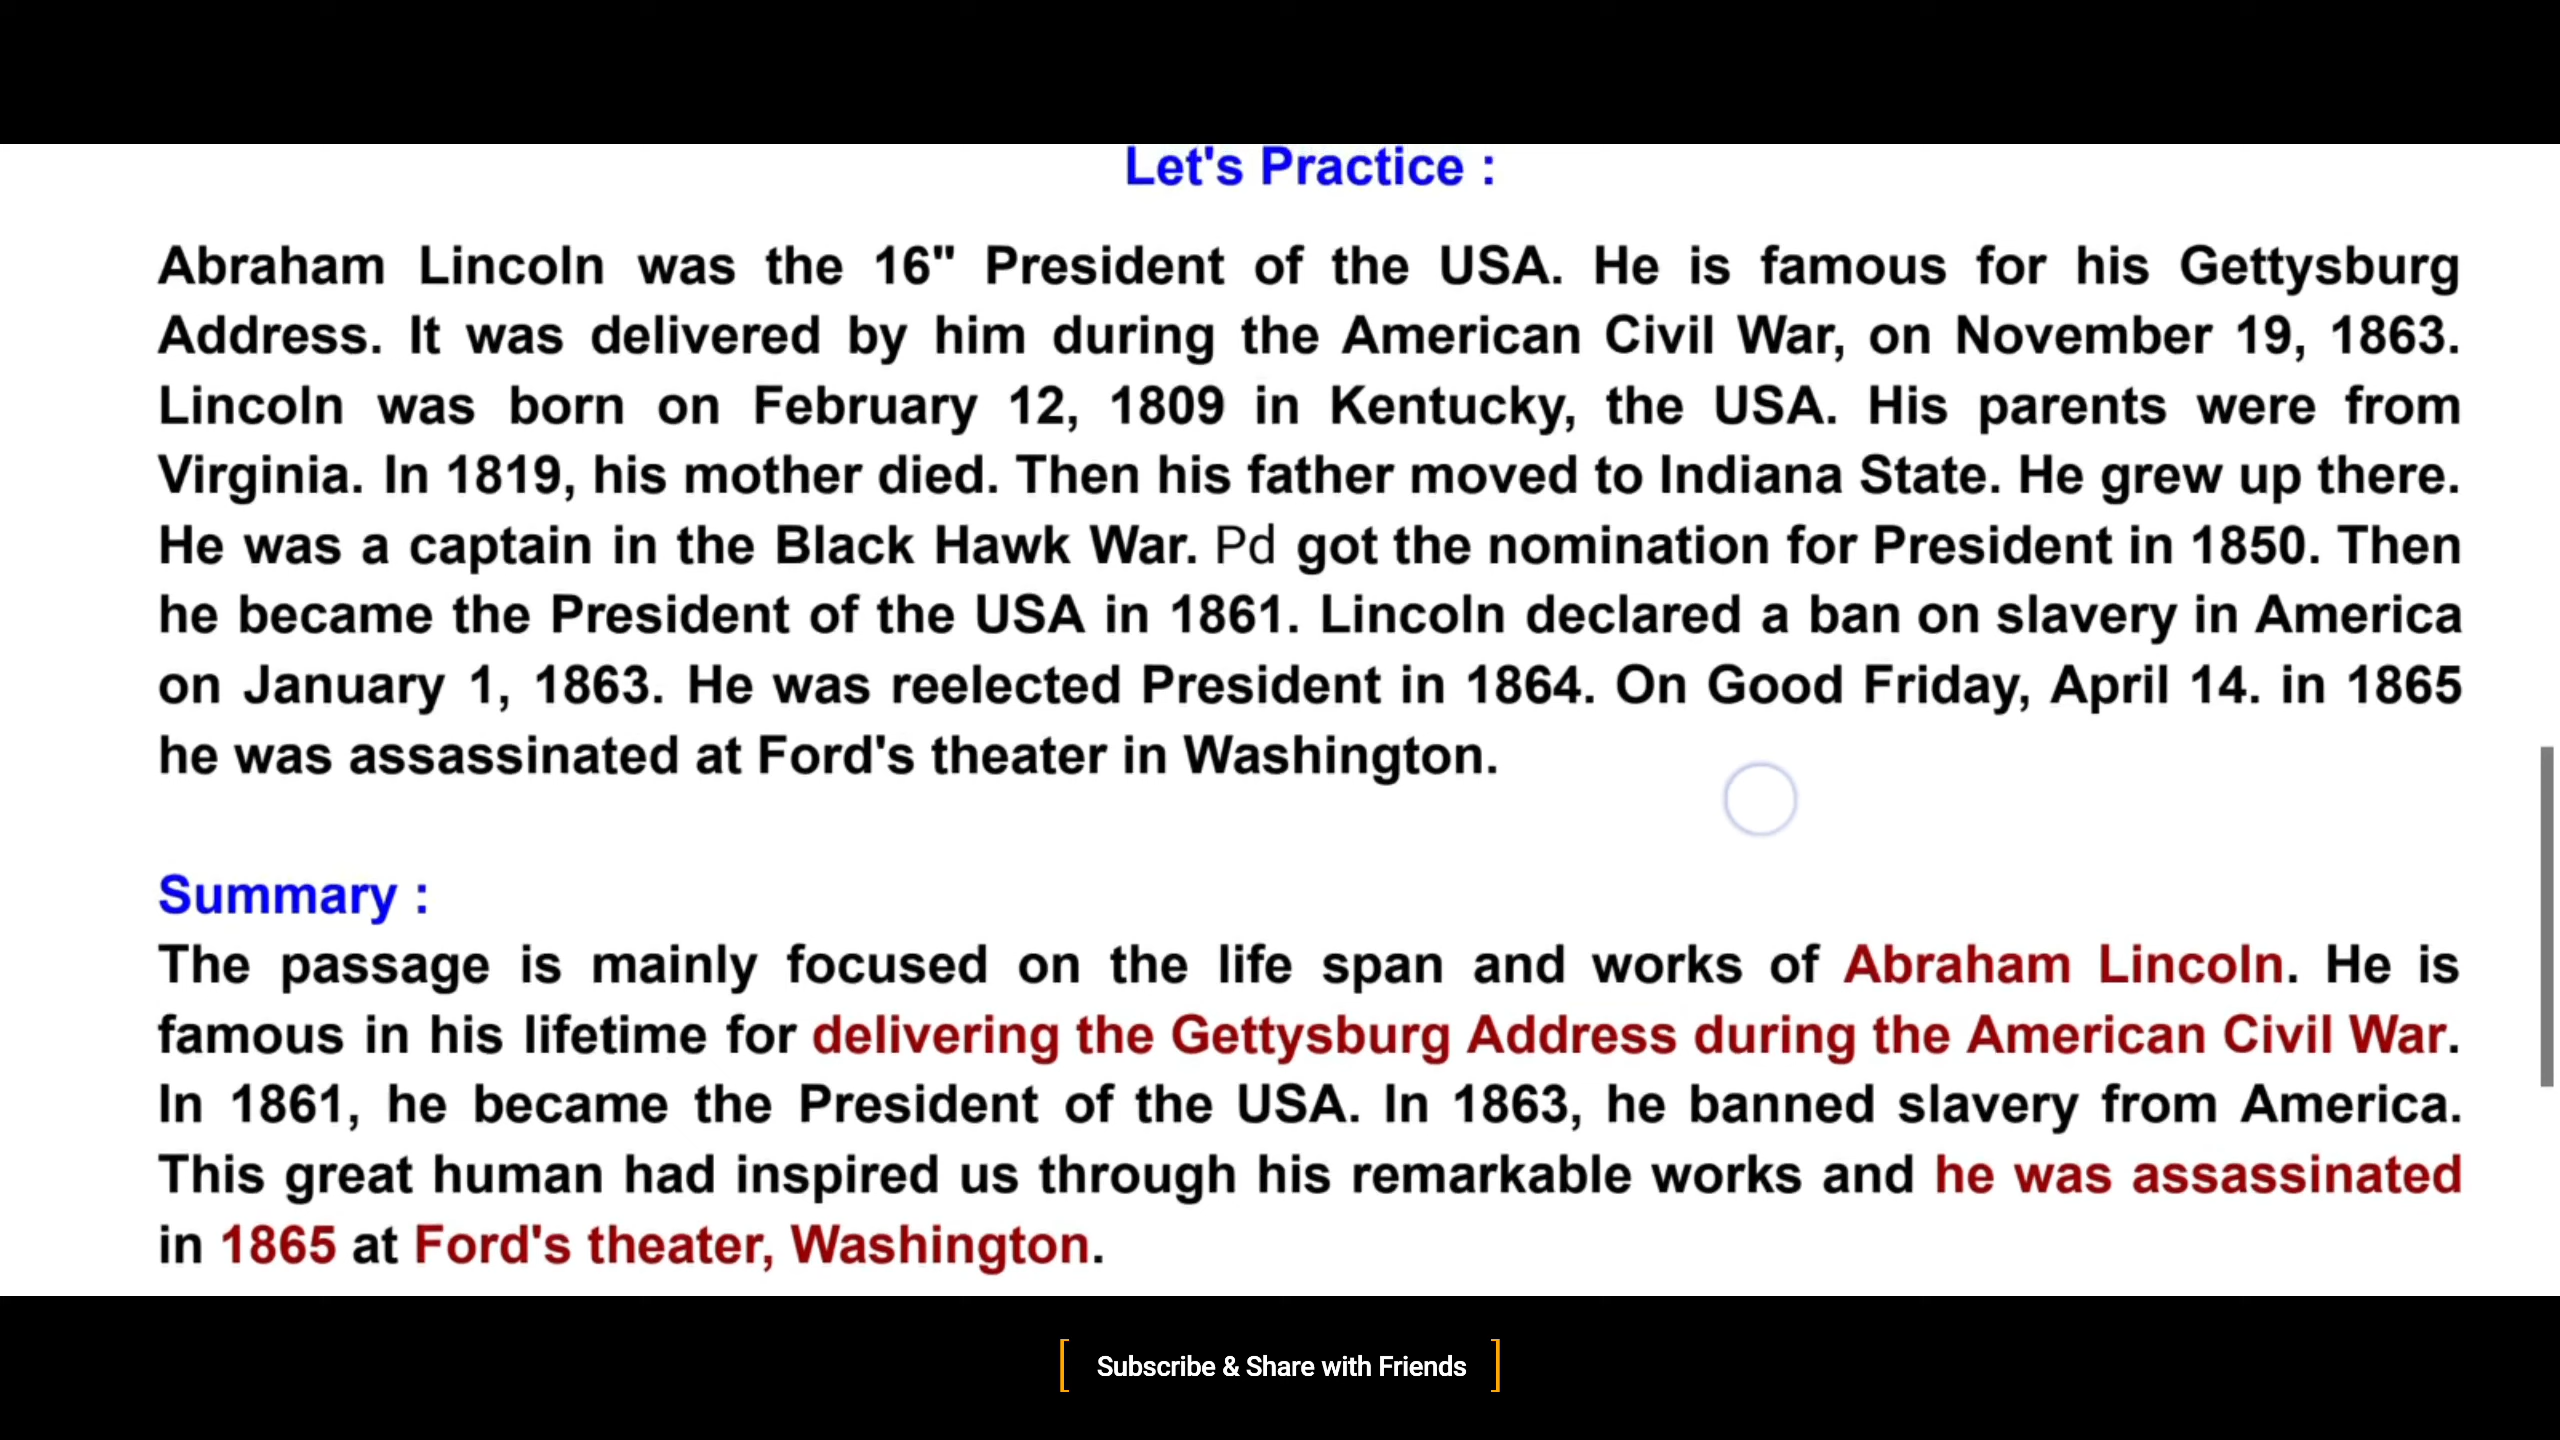 Let's Practice :
Abraham Lincoln was the 16" President of the USA. He is famous for his Gettysburg
Address. It was delivered by him during the American Civil War, on November 19, 1863.
Lincoln was born on February 12, 1809 in Kentucky, the USA. His parents were from
Virginia. In 1819, his mother died. Then his father moved to Indiana State. He grew up there.
He was a captain in the Black Hawk War. Pd got the nomination for President in 1850. Then
he became the President of the USA in 1861. Lincoln declared a ban on slavery in America
on January 1, 1863. He was reelected President in 1864. On Good Friday, April 14. in 1865
he was assassinated at Ford's theater in Washington.
Summary :
The passage is mainly focused on the life span and works of Abraham Lincoln. He is
famous in his lifetime for delivering the Gettysburg Address during the American Civil War.
In 1861, he became the President of the USA. In 1863, he banned slavery from America.
This great human had inspired us through his remarkable works and he was assassinated
in 1865 at Ford's theater, Washington.
[ Subscribe & Share with Friends ]